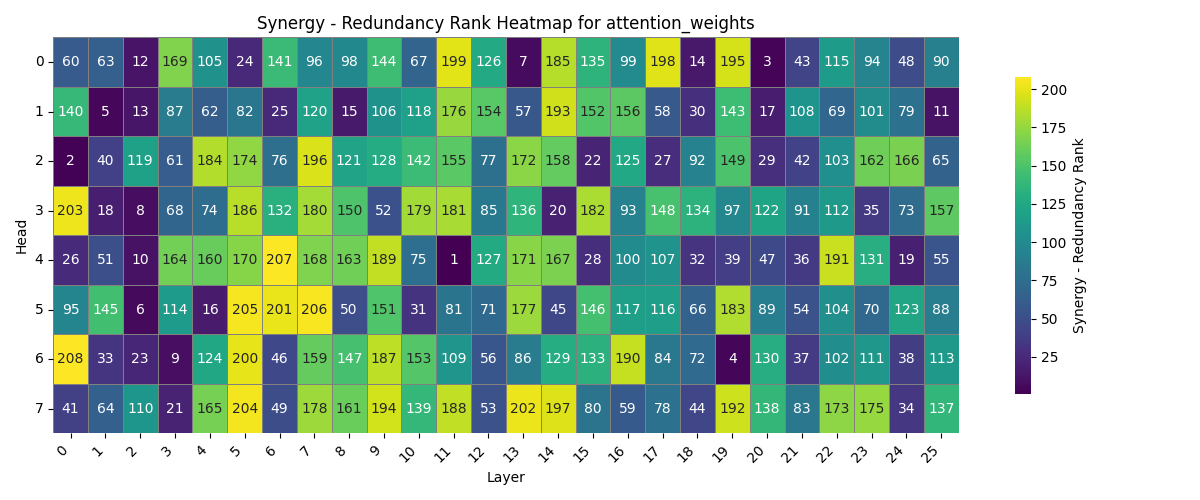 Synergy - Redundancy Rank Heatmap for attention_weights
0 60 63 12 169 105 24 141 96 98 144 67 199 126 7 185 135 99 198 14 195 3 43 115 94 48 90
1 140 5 13 87 62 82 25 120 15 106 118 176 154 57 193 152 156 58 30 143 17 108 69 101 79 11
2 2 40 119 61 184 174 76 196 121 128 142 155 77 172 158 22 125 27 92 149 29 42 103 162 166 65
3 203 18 8 68 74 186 132 180 150 52 179 181 85 136 20 182 93 148 134 97 122 91 112 35 73 157
4 26 51 10 164 160 170 207 168 163 189 75 1 127 171 167 28 100 107 32 39 47 36 191 131 19 55
5 95 145 6 114 16 205 201 206 50 151 31 81 71 177 45 146 117 116 66 183 89 54 104 70 123 88
6 208 33 23 9 124 200 46 159 147 187 153 109 56 86 129 133 190 84 72 4 130 37 102 111 38 113
7 41 64 110 21 165 204 49 178 161 194 139 188 53 202 197 80 59 78 44 192 138 83 173 175 34 137
0 1 2 3 4 5 6 7 8 9 10 11 12 13 14 15 16 17 18 19 20 21 22 23 24 25
Layer
Head
200
175
150
125
100
75
50
25
Synergy - Redundancy Rank